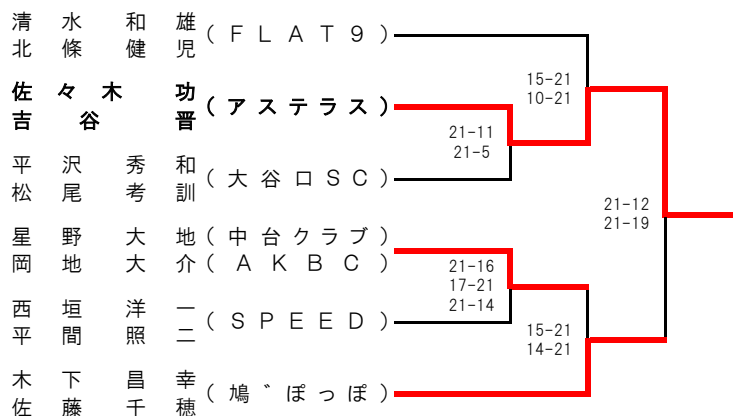 清水和雄
北條健児
(FLAT9)
佐々木功
吉谷晋
(アステラス)
15-21
10-21
21-11
21-5
平沢秀和
松尾考訓
(大谷口SC)
21-12
21-19
星野大地(中台クラブ)
岡地大介(AKBC)
21-16
17-21
21-14
西垣洋一
平間照二
(SPEED)
15-21
14-21
木下昌幸
佐藤千穂
(鳩゛ぽっぽ)